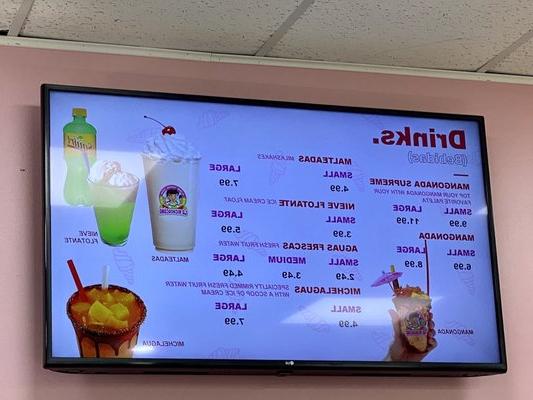 Drinks.
(Bebidas)
MANGONADA SUPREME
TOP YOUR MANGONADA WITH YOUR
FAVORITE PALETA
SMALL LARGE
9.99 11.99
MANGONADA
SMALL LARGE
6.99 8.99
MANGONADA
MALTEADAS MILKSHAKES
SMALL LARGE
4.99 7.99
NIEVE FLOTANTE ICE CREAM FLOAT
SMALL LARGE
3.99 5.99
AGUAS FRESCAS FRESH FRUIT WATER
SMALL MEDIUM LARGE
2.49 3.49 4.49
MICHELAGUAS SPECIALITY RIMMED FRESH FRUIT WATER
WITH A SCOOP OF ICE CREAM
SMALL LARGE
4.99 7.99
MALTEADAS
NIEVE
FLOTANTE
MICHELAGUA